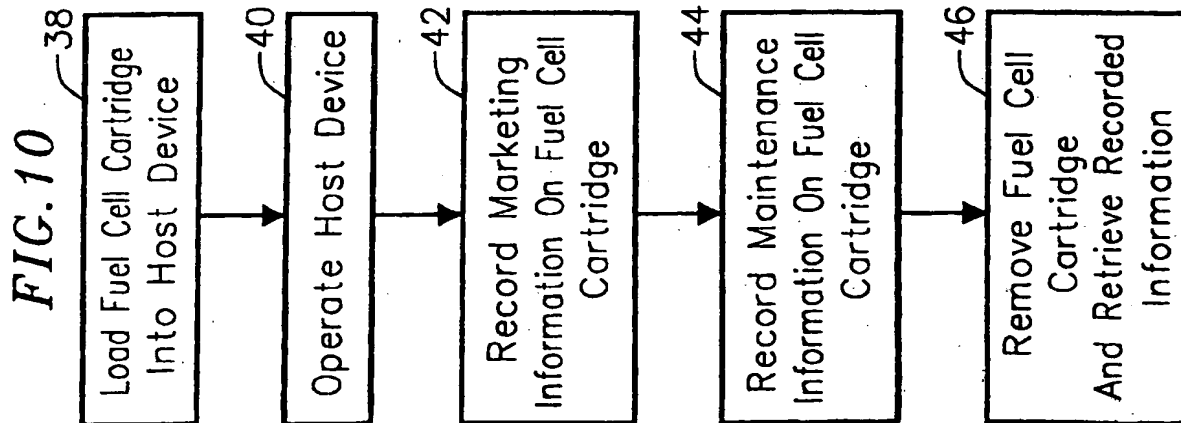 FIG.10
38
Load Fuel Cell Cartridge
Into Host Device
40
Operate Host Device
42
Record Marketing
Information On Fuel Cell
Cartridge
44
Record Maintenance
Information On Fuel Cell
Cartridge
46
Remove Fuel Cell
Cartridge
And Retrieve Recorded
Information